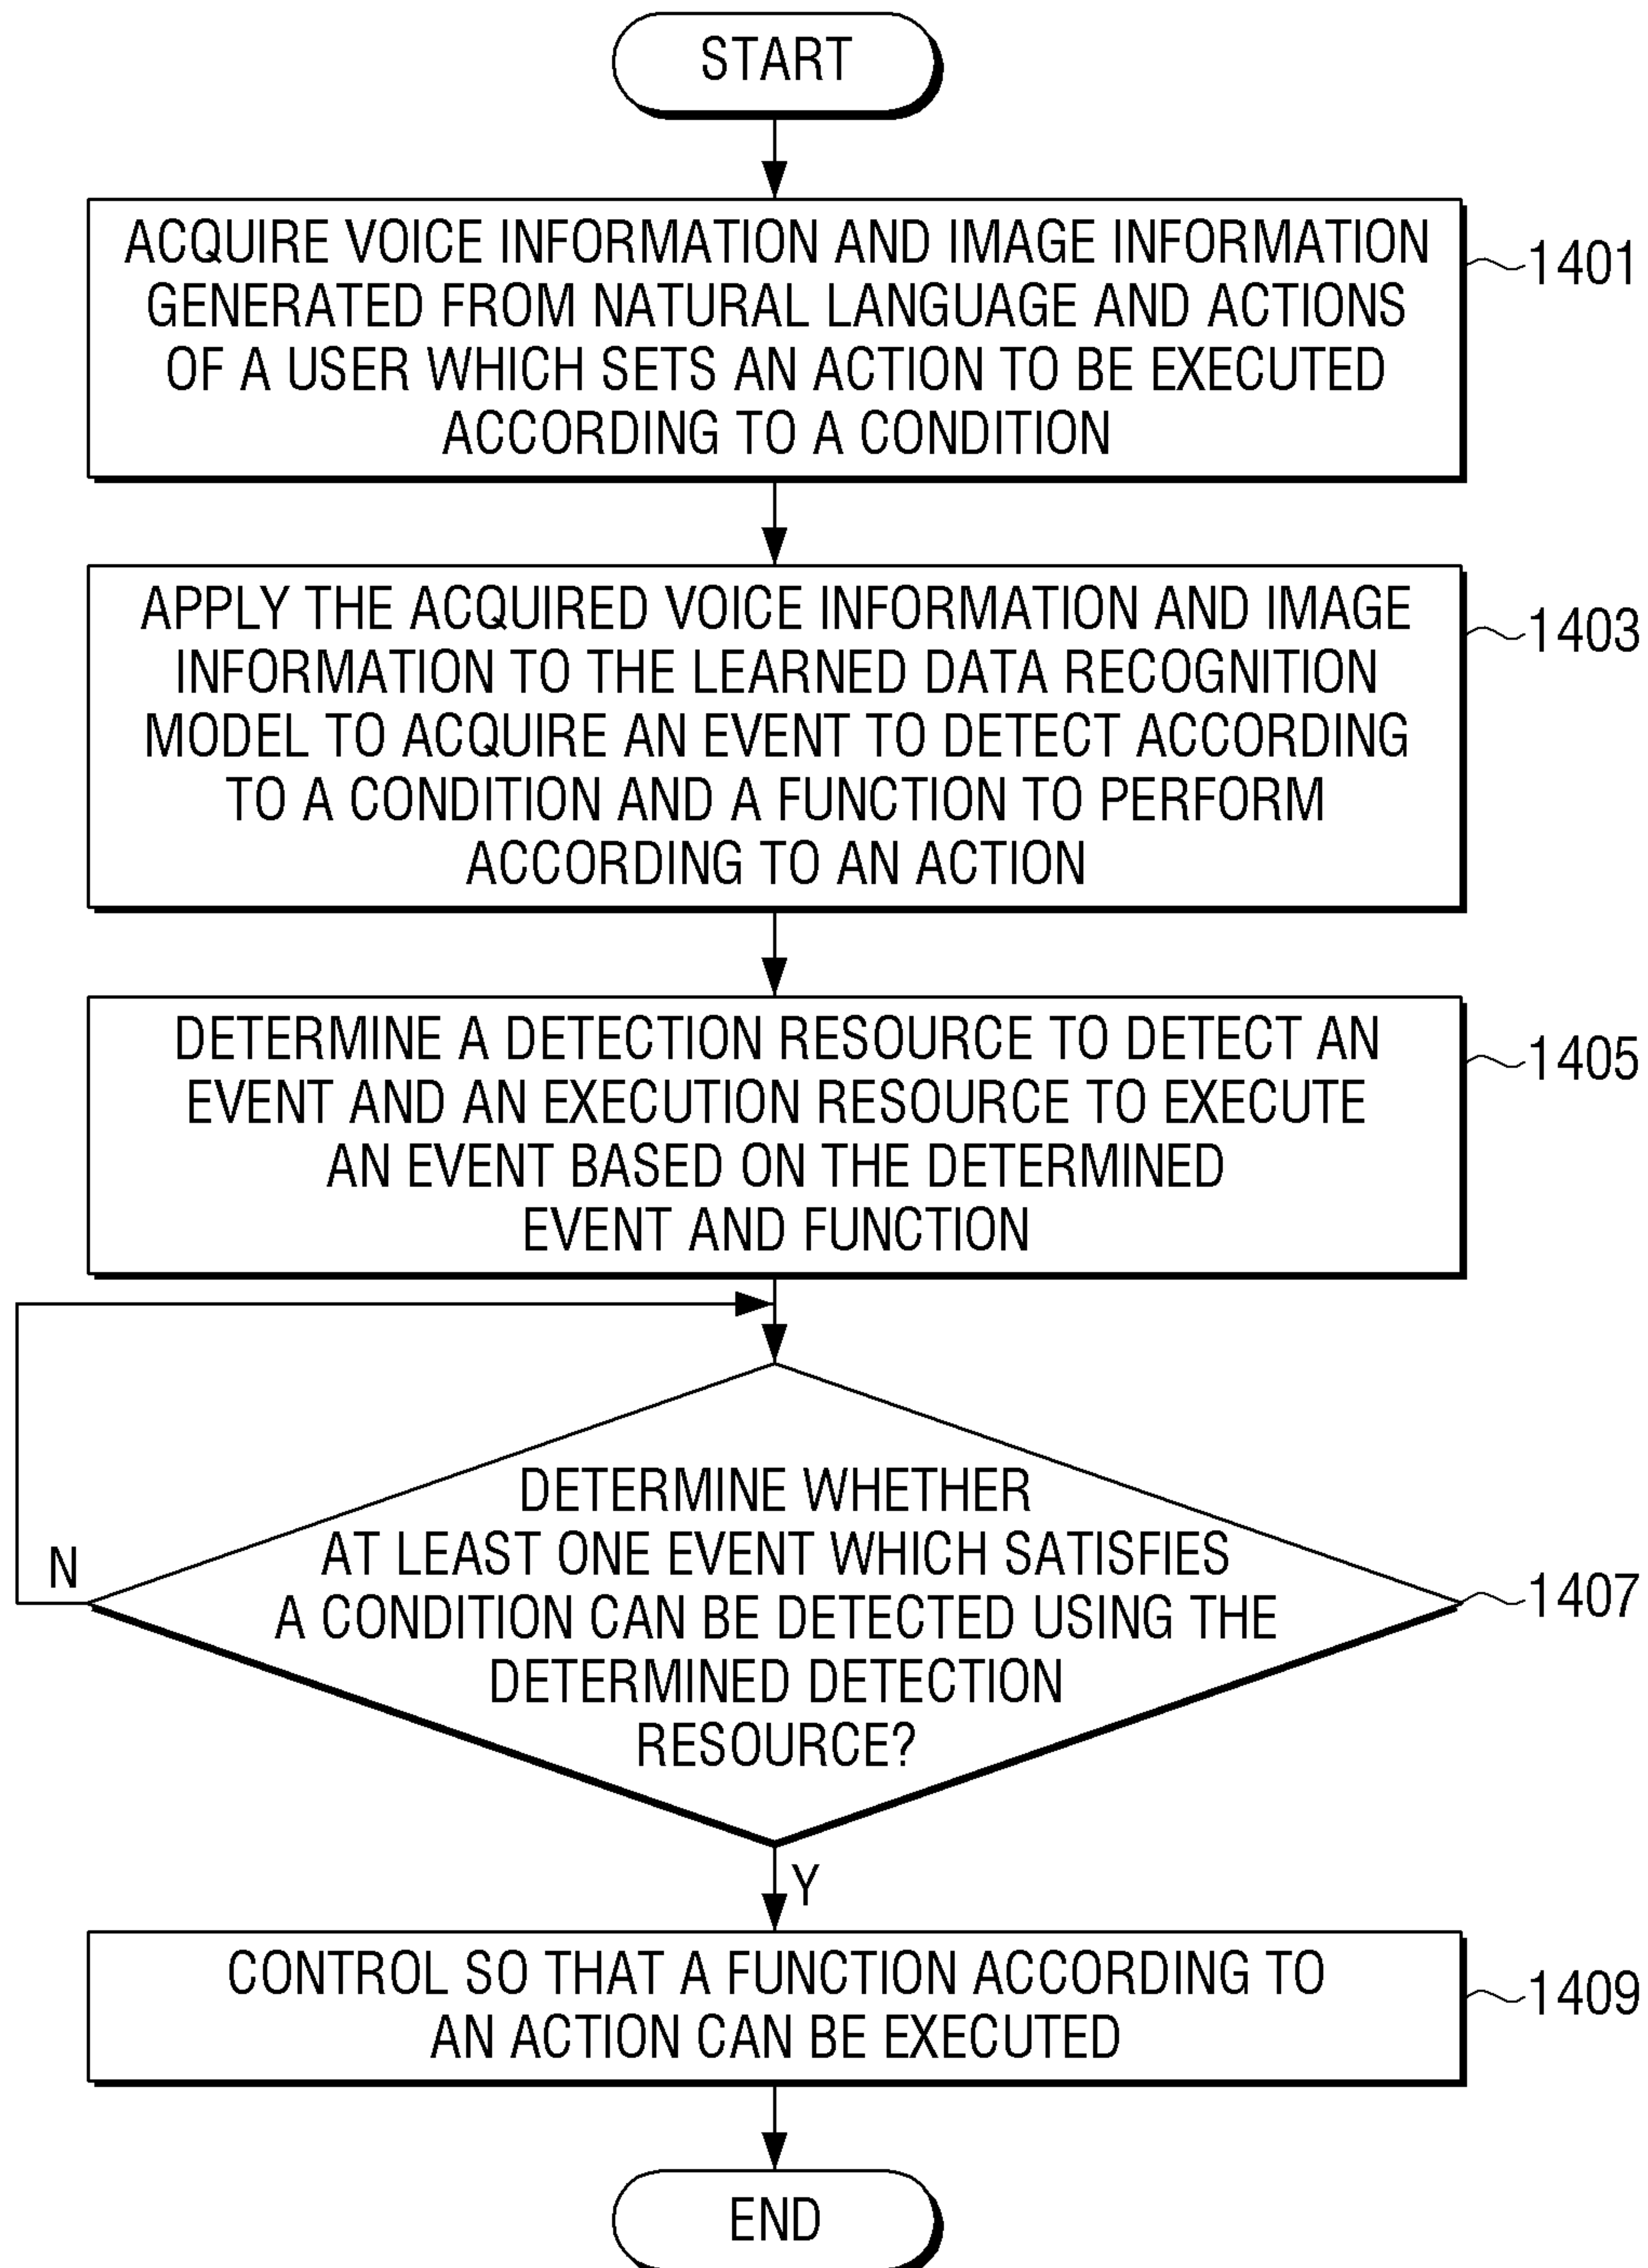 START
ACQUIRE VOICE INFORMATION AND IMAGE INFORMATION
GENERATED FROM NATURAL LANGUAGE AND ACTIONS
OF A USER WHICH SETS AN ACTION TO BE EXECUTED
ACCORDING TO A CONDITION
1401
APPLY THE ACQUIRED VOICE INFORMATION AND IMAGE
INFORMATION TO THE LEARNED DATA RECOGNITION
MODEL TO ACQUIRE AN EVENT TO DETECT ACCORDING
TO A CONDITION AND A FUNCTION TO PERFORM
ACCORDING TO AN ACTION
1403
DETERMINE A DETECTION RESOURCE TO DETECT AN
EVENT AND AN EXECUTION RESOURCE TO EXECUTE
AN EVENT BASED ON THE DETERMINED
EVENT AND FUNCTION
1405
DETERMINE WHETHER
AT LEAST ONE EVENT WHICH SATISFIES
A CONDITION CAN BE DETECTED USING THE
DETERMINED DETECTION
RESOURCE?
N
1407
Y
CONTROL SO THAT A FUNCTION ACCORDING TO
AN ACTION CAN BE EXECUTED
1409
END